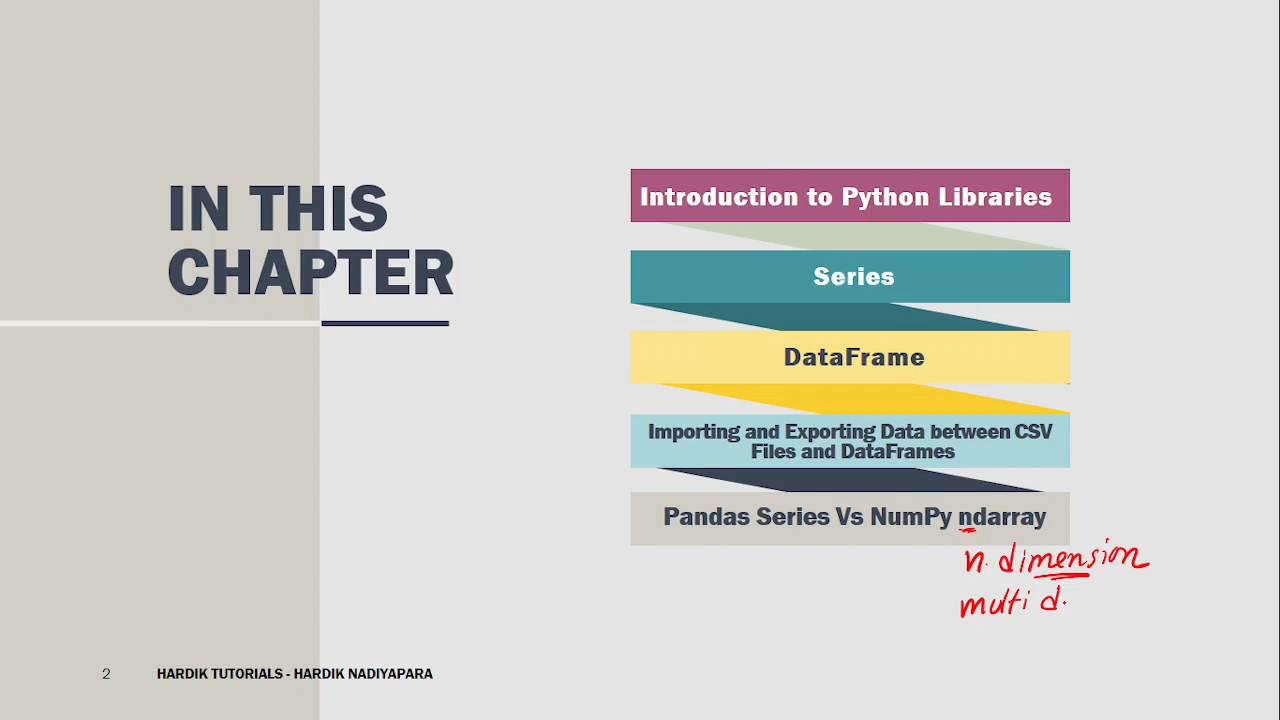 IN THIS
CHAPTER
Introduction to Python Libraries
Series
DataFrame
Importing and Exporting Data between CSV
Files and DataFrames
Pandas Series Vs NumPy ndarray
n. dimension
multi d.
2
HARDIK TUTORIALS - HARDIK NADIYAPARA